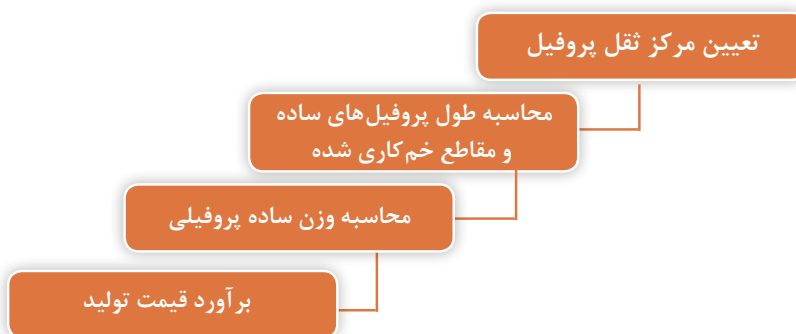 تعیین مرکز ثقل پروفیل
محاسبه طول پروفیل‌های ساده
و مقاطع خم‌کاری شده
محاسبه وزن ساده پروفیلی
برآورد قیمت تولید